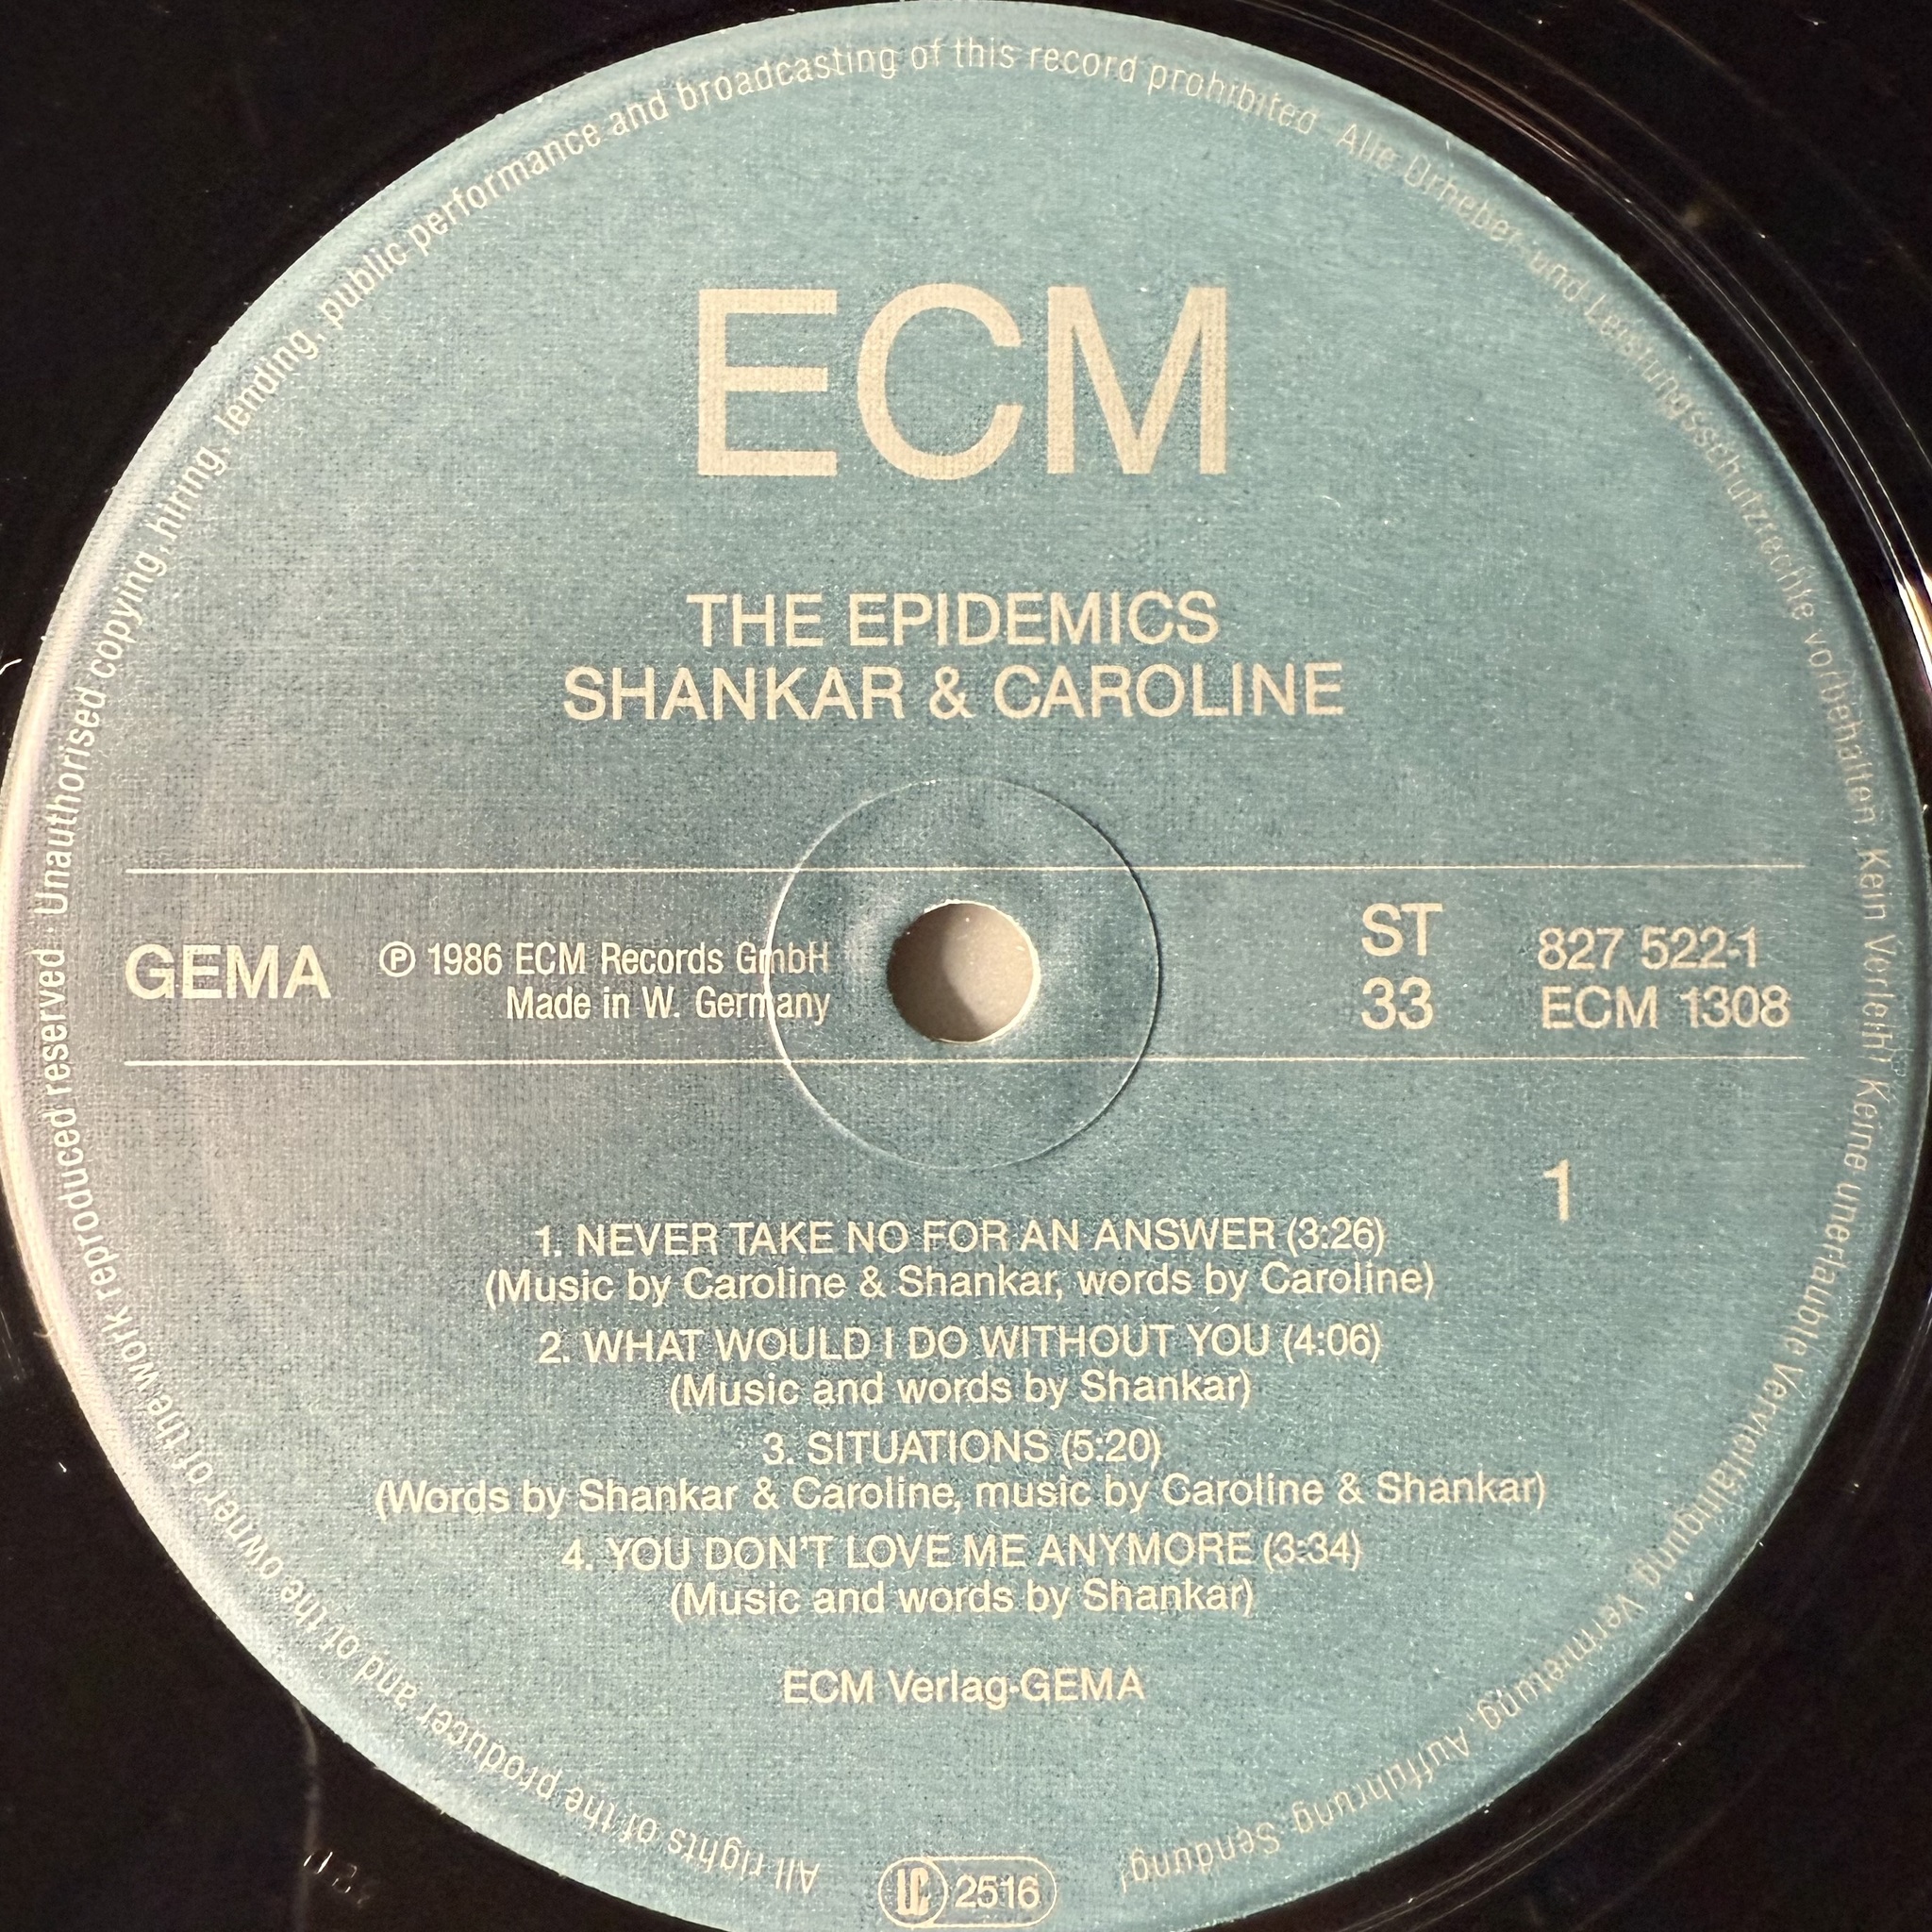 All rights of the producer and of the owner of the work reproduced reserved · Unauthorised copying, hiring, lending, public performance and broadcasting of this record prohibited · Alle Urheber- und Leistungsschutzrechte vorbehalten. Kein Verleih! Keine unerlaubte Vervielfältigung, Vermietung, Aufführung, Sendung!
ECM
THE EPIDEMICS
SHANKAR & CAROLINE
GEMA
℗ 1986 ECM Records GmbH
Made in W. Germany
ST
33
827 522-1
ECM 1308
1
1. NEVER TAKE NO FOR AN ANSWER (3:26)
(Music by Caroline & Shankar, words by Caroline)
2. WHAT WOULD I DO WITHOUT YOU (4:06)
(Music and words by Shankar)
3. SITUATIONS (5:20)
(Words by Shankar & Caroline, music by Caroline & Shankar)
4. YOU DON'T LOVE ME ANYMORE (3:34)
(Music and words by Shankar)
ECM Verlag-GEMA
LC 2516